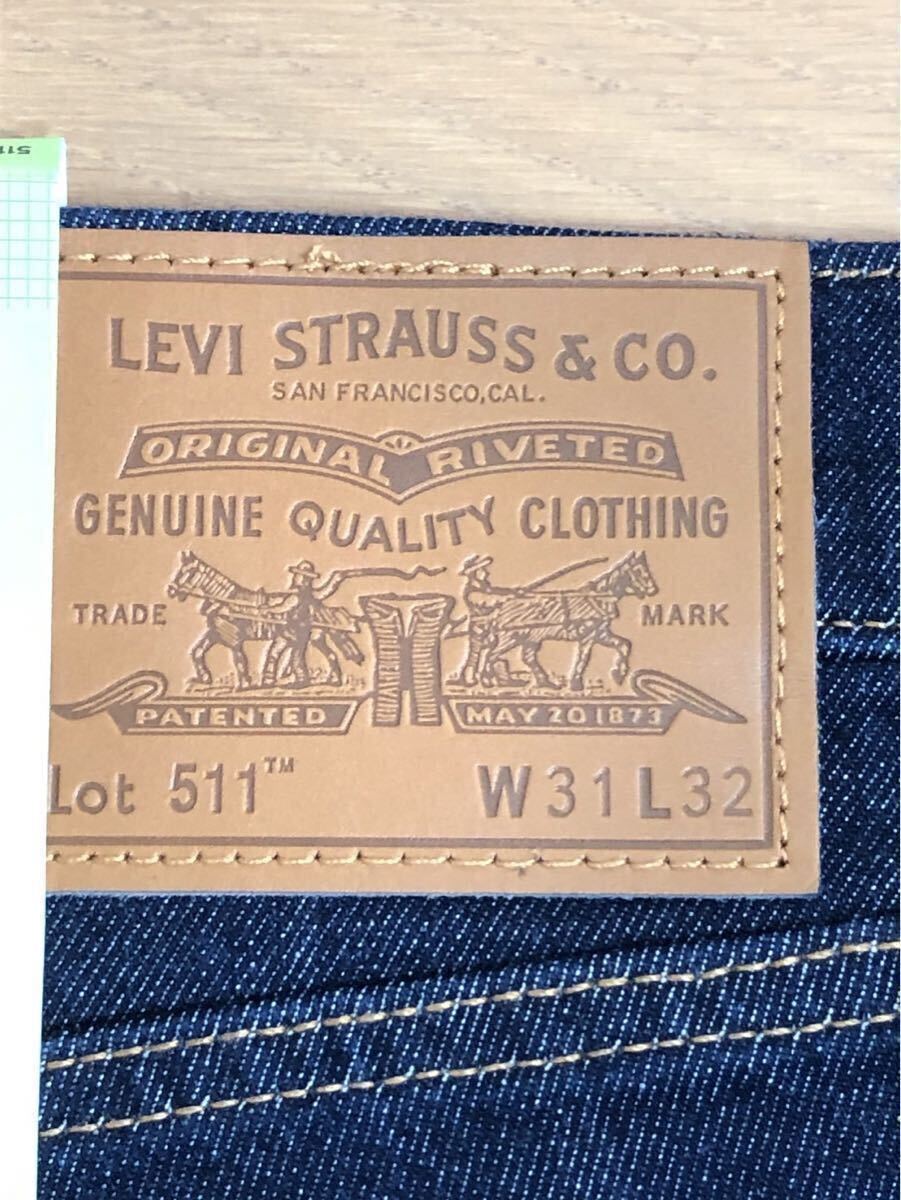 LEVI STRAUSS & CO.
SAN FRANCISCO, CAL.
ORIGINAL RIVETED
GENUINE QUALITY CLOTHING
TRADE MARK
PATENTED MAY 20 1873
Lot 511™ W31 L32